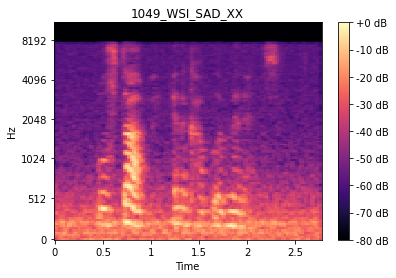 1049_WSI_SAD_XX
Hz
8192
4096
2048
1024
512
0
0
0.5
1
1.5
2
2.5
Time
+0 dB
-10 dB
-20 dB
-30 dB
-40 dB
-50 dB
-60 dB
-70 dB
-80 dB